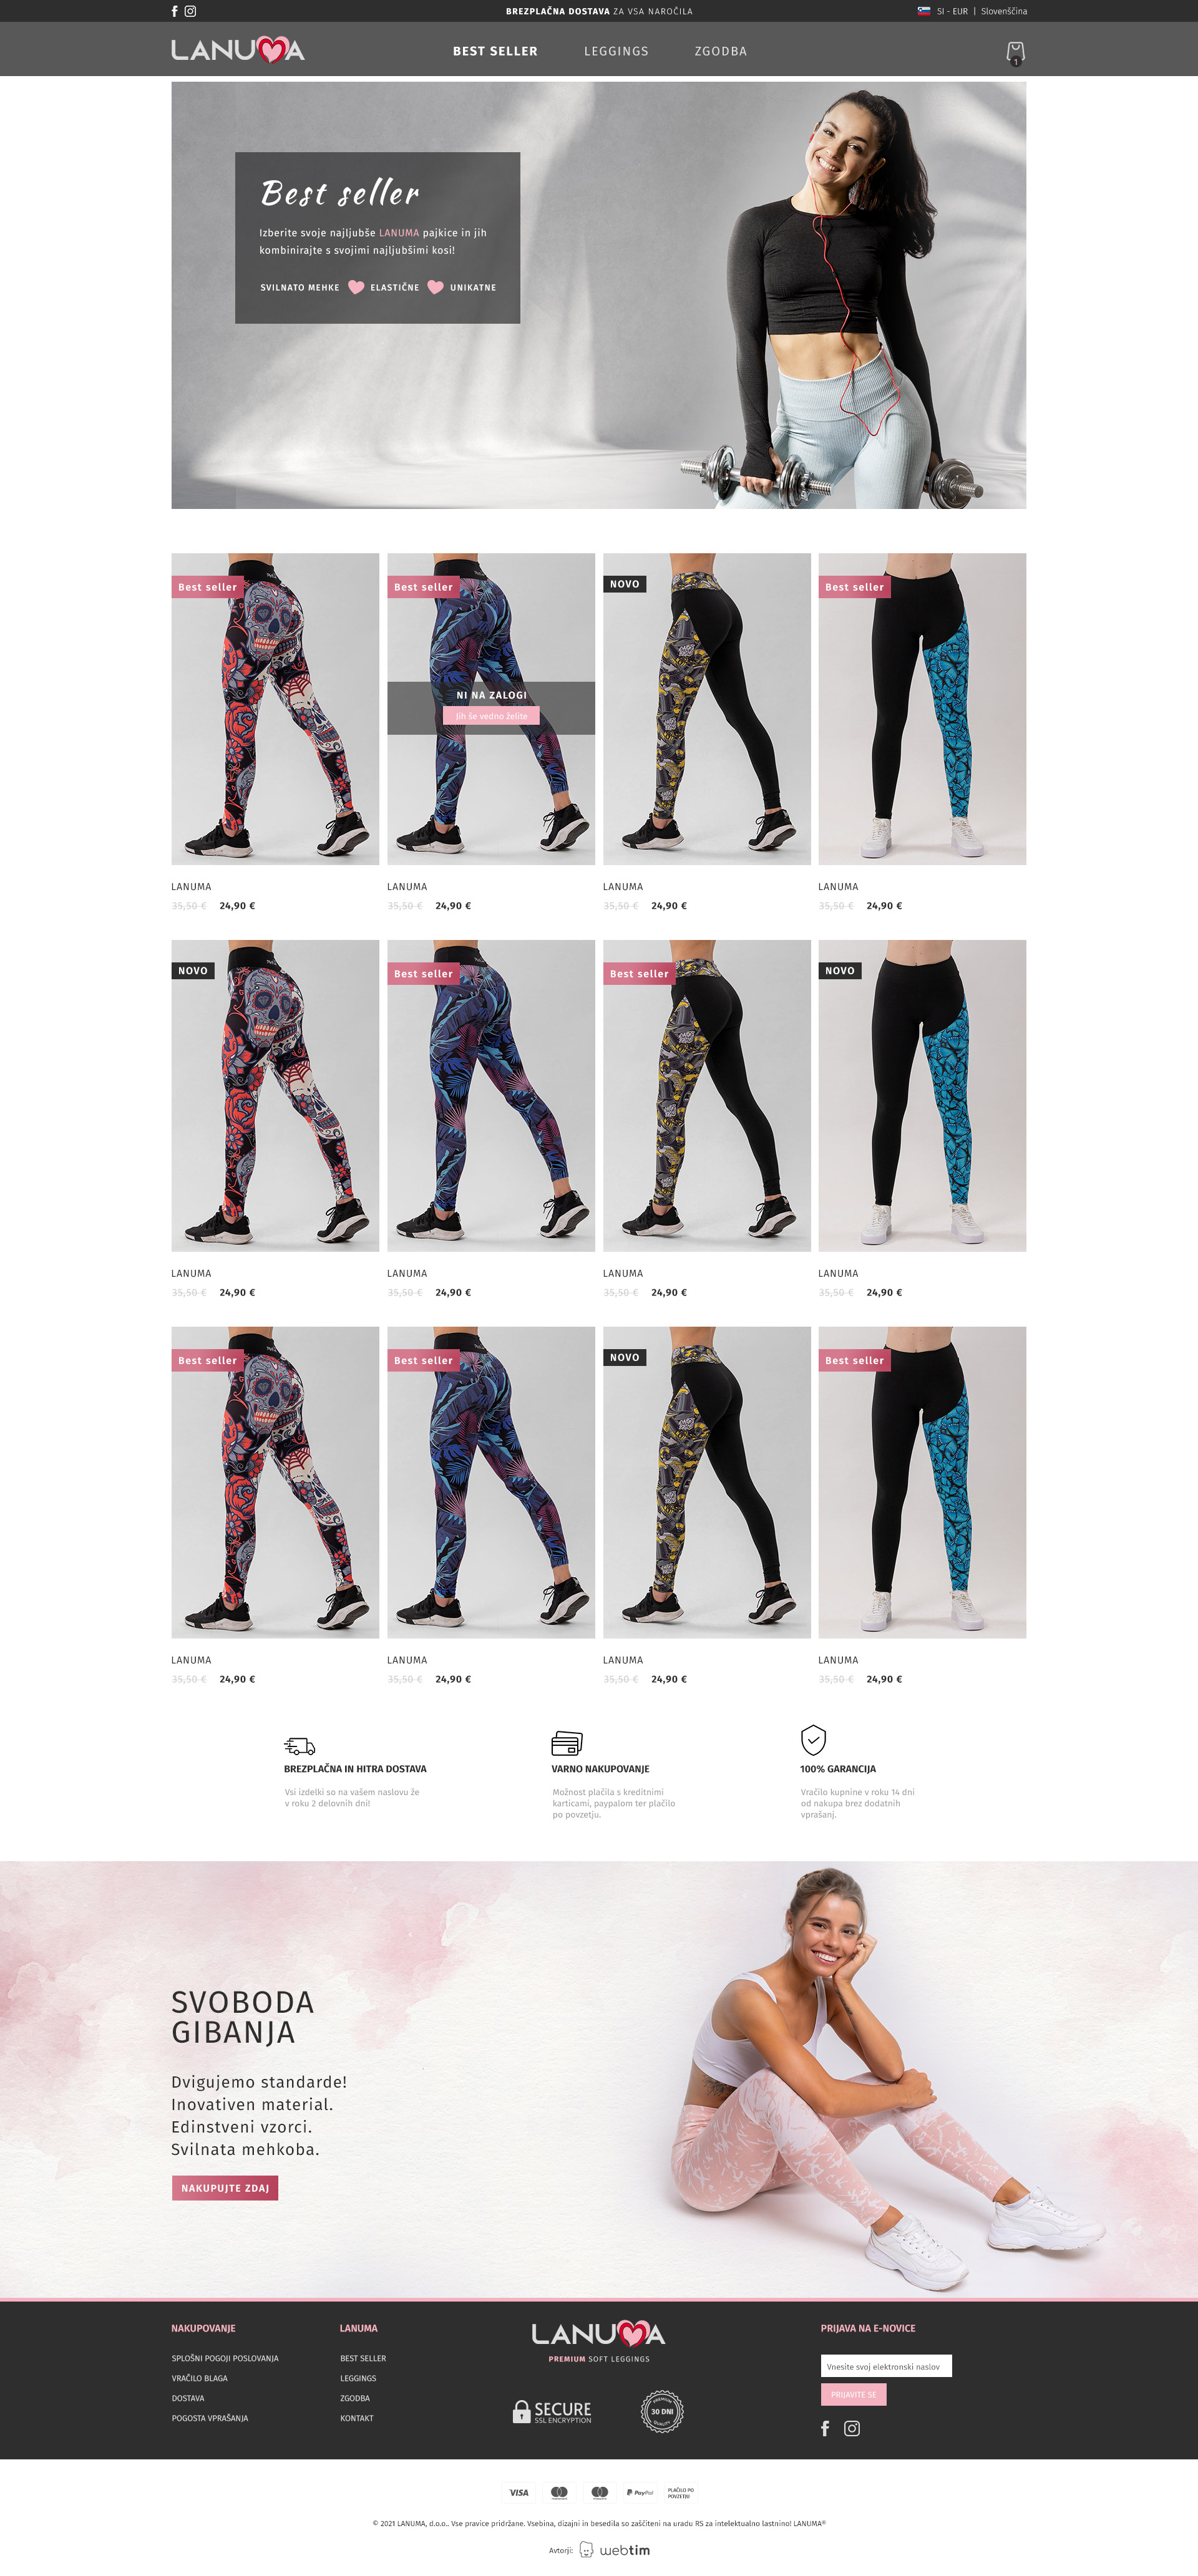 BREZPLAČNA DOSTAVA ZA VSA NAROČILA
SI - EUR | Slovenščina
LANUMA
BEST SELLER
LEGGINGS
ZGODBA
1
Best seller
Izberite svoje najljubše LANUMA pajkice in jih
kombinirajte s svojimi najljubšimi kosi!
SVILNATO MEHKE
ELASTIČNE
UNIKATNE
Best seller
Best seller
NOVO
Best seller
NI NA ZALOGI
Jih še vedno želite
LANUMA
35,50 € 24,90 €
LANUMA
35,50 € 24,90 €
LANUMA
35,50 € 24,90 €
LANUMA
35,50 € 24,90 €
NOVO
Best seller
Best seller
NOVO
LANUMA
35,50 € 24,90 €
LANUMA
35,50 € 24,90 €
LANUMA
35,50 € 24,90 €
LANUMA
35,50 € 24,90 €
Best seller
Best seller
NOVO
Best seller
LANUMA
35,50 € 24,90 €
LANUMA
35,50 € 24,90 €
LANUMA
35,50 € 24,90 €
LANUMA
35,50 € 24,90 €
BREZPLAČNA IN HITRA DOSTAVA
Vsi izdelki so na vašem naslovu že
v roku 2 delovnih dni!
VARNO NAKUPOVANJE
Možnost plačila s kreditnimi
karticami, paypalom ter plačilo
po povzetju.
100% GARANCIJA
Vračilo kupnine v roku 14 dni
od nakupa brez dodatnih
vprašanj.
SVOBODA
GIBANJA
Dvigujemo standarde!
Inovativen material.
Edinstveni vzorci.
Svilnata mehkoba.
NAKUPUJTE ZDAJ
NAKUPOVANJE
SPLOŠNI POGOJI POSLOVANJA
VRAČILO BLAGA
DOSTAVA
POGOSTA VPRAŠANJA
LANUMA
BEST SELLER
LEGGINGS
ZGODBA
KONTAKT
LANUMA
PREMIUM SOFT LEGGINGS
SECURE
SSL ENCRYPTION
PREMIUM
30 DNI
QUALITY
PRIJAVA NA E-NOVICE
Vnesite svoj elektronski naslov
PRIJAVITE SE
VISA
PayPal
PLAČILO PO
POVZETJU
© 2021 LANUMA, d.o.o.. Vse pravice pridržane. Vsebina, dizajni in besedila so zaščiteni na uradu RS za intelektualno lastnino! LANUMA®
Avtorji: webtim